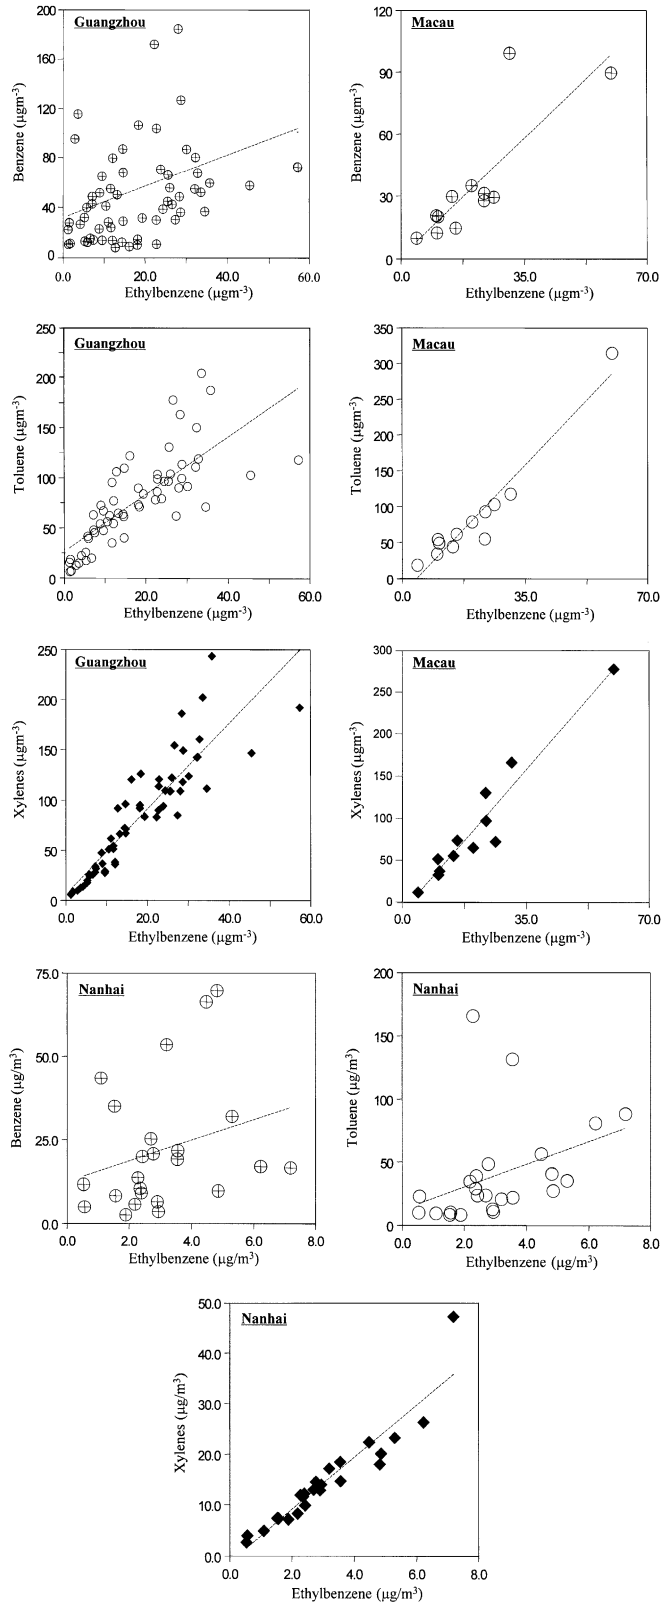 Guangzhou
Benzene (µgm-3)
200
160
120
80
40
0
0.0 20.0 40.0 60.0
Ethylbenzene (µgm-3)
Macau
Benzene (µgm-3)
120
90
60
30
0
0.0 35.0 70.0
Ethylbenzene (µgm-3)
Guangzhou
Toluene (µgm-3)
250
200
150
100
50
0
0.0 20.0 40.0 60.0
Ethylbenzene (µgm-3)
Macau
Toluene (µgm-3)
350
300
250
200
150
100
50
0
0.0 35.0 70.0
Ethylbenzene (µgm-3)
Guangzhou
Xylenes (µgm-3)
250
200
150
100
50
0
0.0 20.0 40.0 60.0
Ethylbenzene (µgm-3)
Macau
Xylenes (µgm-3)
300
250
200
150
100
50
0
0.0 35.0 70.0
Ethylbenzene (µgm-3)
Nanhai
Benzene (µg/m3)
75.0
50.0
25.0
0.0
0.0 2.0 4.0 6.0 8.0
Ethylbenzene (µg/m3)
Nanhai
Toluene (µg/m3)
200
150
100
50
0
0.0 2.0 4.0 6.0 8.0
Ethylbenzene (µg/m3)
Nanhai
Xylenes (µg/m3)
50.0
40.0
30.0
20.0
10.0
0.0
0.0 2.0 4.0 6.0 8.0
Ethylbenzene (µg/m3)